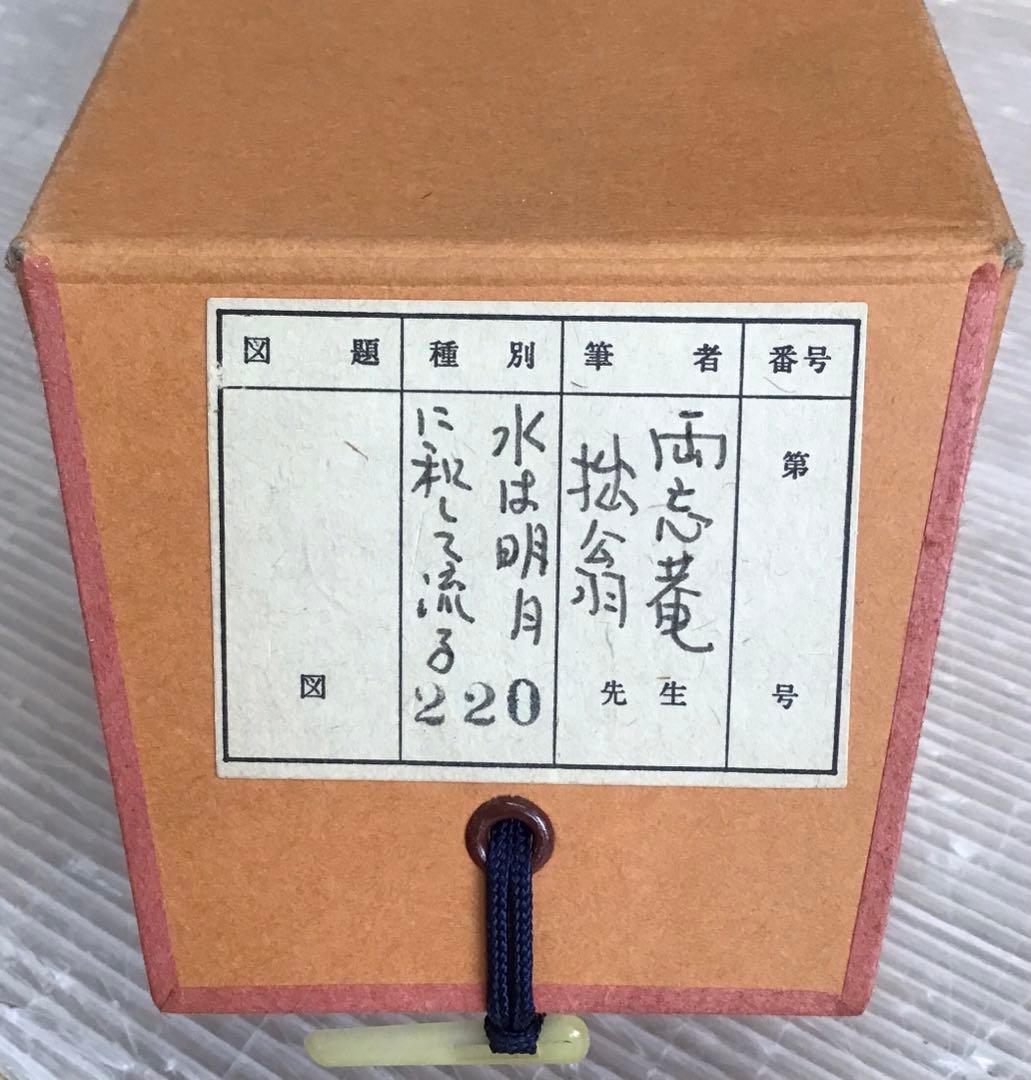 番号
第
号
筆者
両忘菴
拙翁
先生
種別
水は明月
に和して流る
220
図題
図